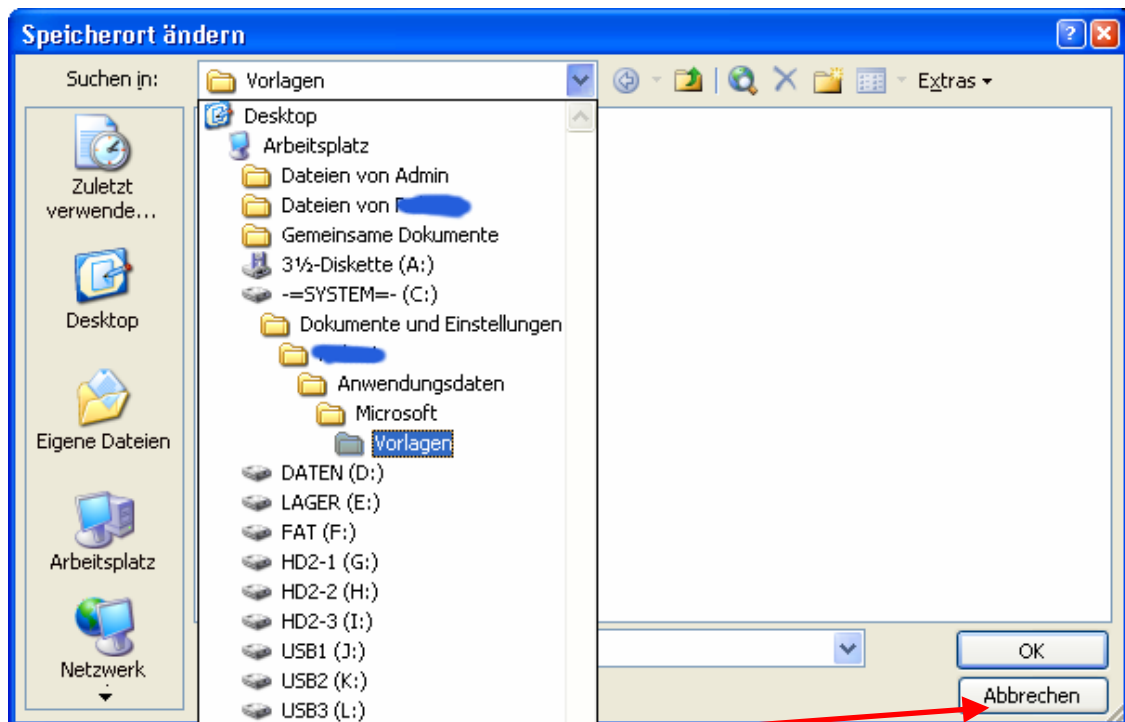 Speicherort ändern
Suchen in:
Vorlagen
Extras
Zuletzt
verwende...
Desktop
Eigene Dateien
Arbeitsplatz
Netzwerk
Desktop
Arbeitsplatz
Dateien von Admin
Dateien von
Gemeinsame Dokumente
3½-Diskette (A:)
-=SYSTEM=- (C:)
Dokumente und Einstellungen
Anwendungsdaten
Microsoft
Vorlagen
DATEN (D:)
LAGER (E:)
FAT (F:)
HD2-1 (G:)
HD2-2 (H:)
HD2-3 (I:)
USB1 (J:)
USB2 (K:)
USB3 (L:)
OK
Abbrechen